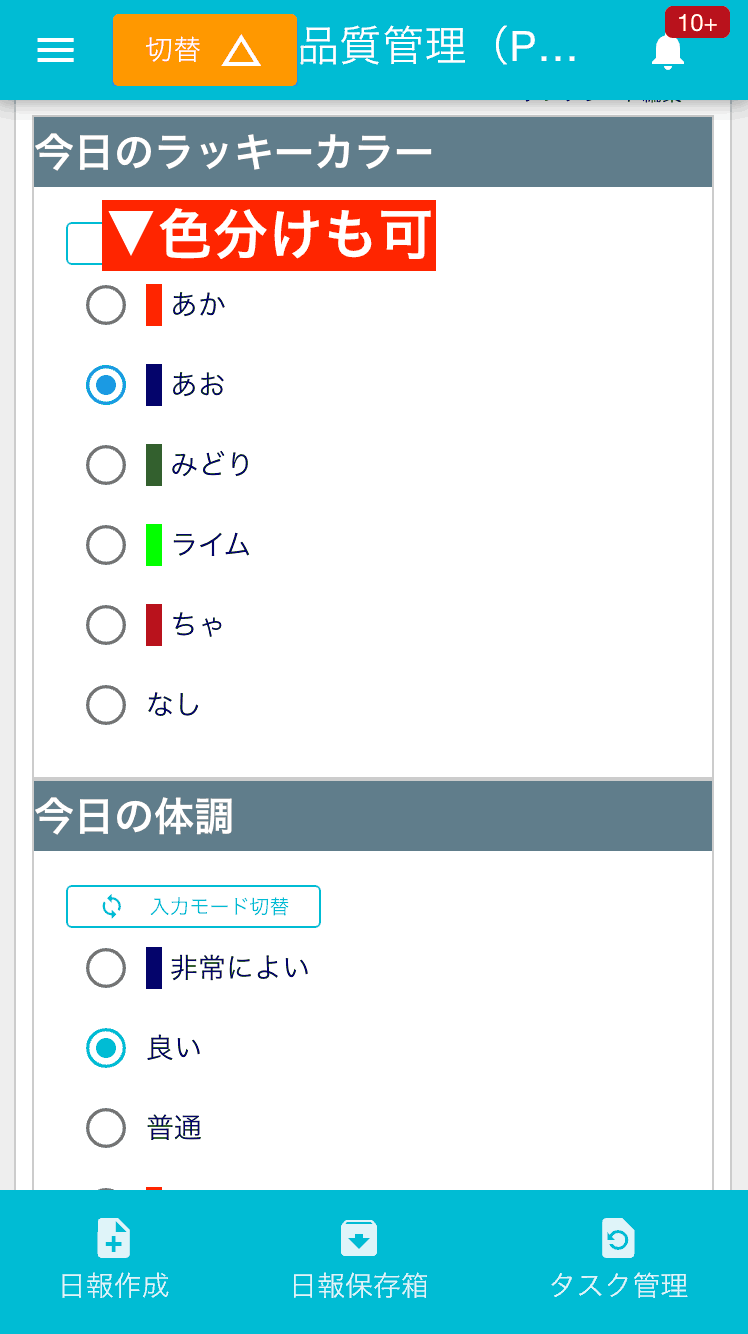 切替
品質管理（P...
10+
今日のラッキーカラー
▼色分けも可
あか
あお
みどり
ライム
ちゃ
なし
今日の体調
入力モード切替
非常によい
良い
普通
日報作成
日報保存箱
タスク管理